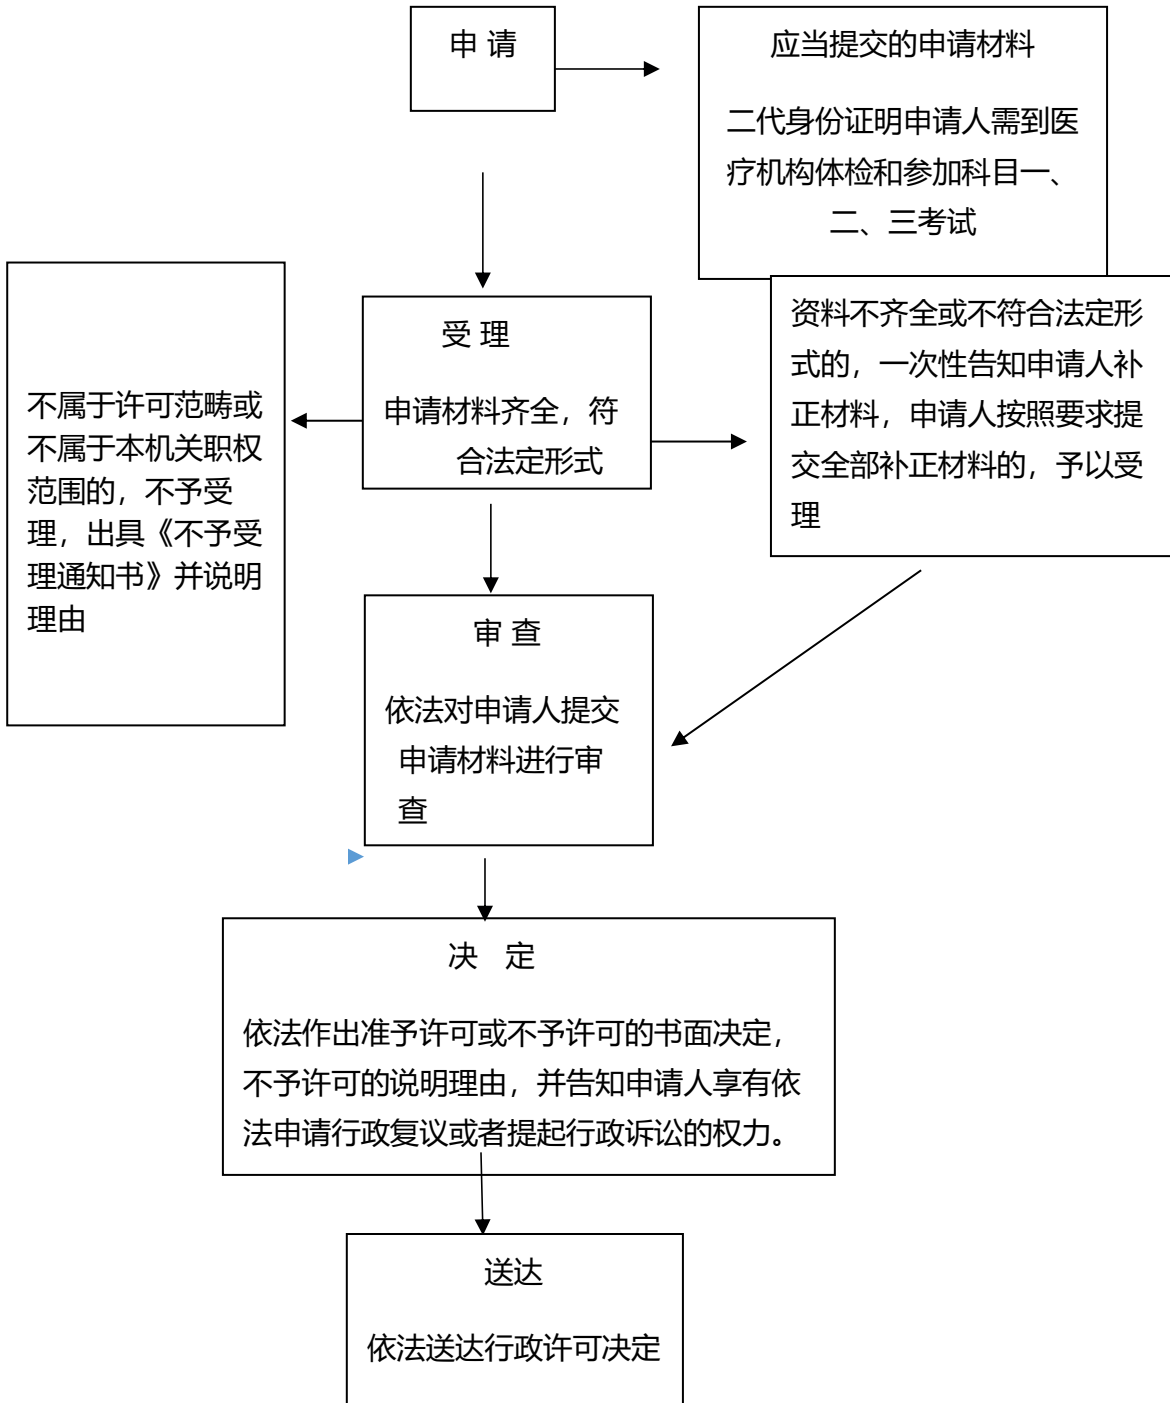 申 请
应当提交的申请材料
二代身份证明申请人需到医
疗机构体检和参加科目一、
二、三考试
受 理
申请材料齐全，符
合法定形式
不属于许可范畴或
不属于本机关职权
范围的，不予受
理，出具《不予受
理通知书》并说明
理由
资料不齐全或不符合法定形
式的，一次性告知申请人补
正材料，申请人按照要求提
交全部补正材料的，予以受
理
审 查
依法对申请人提交
申请材料进行审
查
决 定
依法作出准予许可或不予许可的书面决定，
不予许可的说明理由，并告知申请人享有依
法申请行政复议或者提起行政诉讼的权力。
送达
依法送达行政许可决定